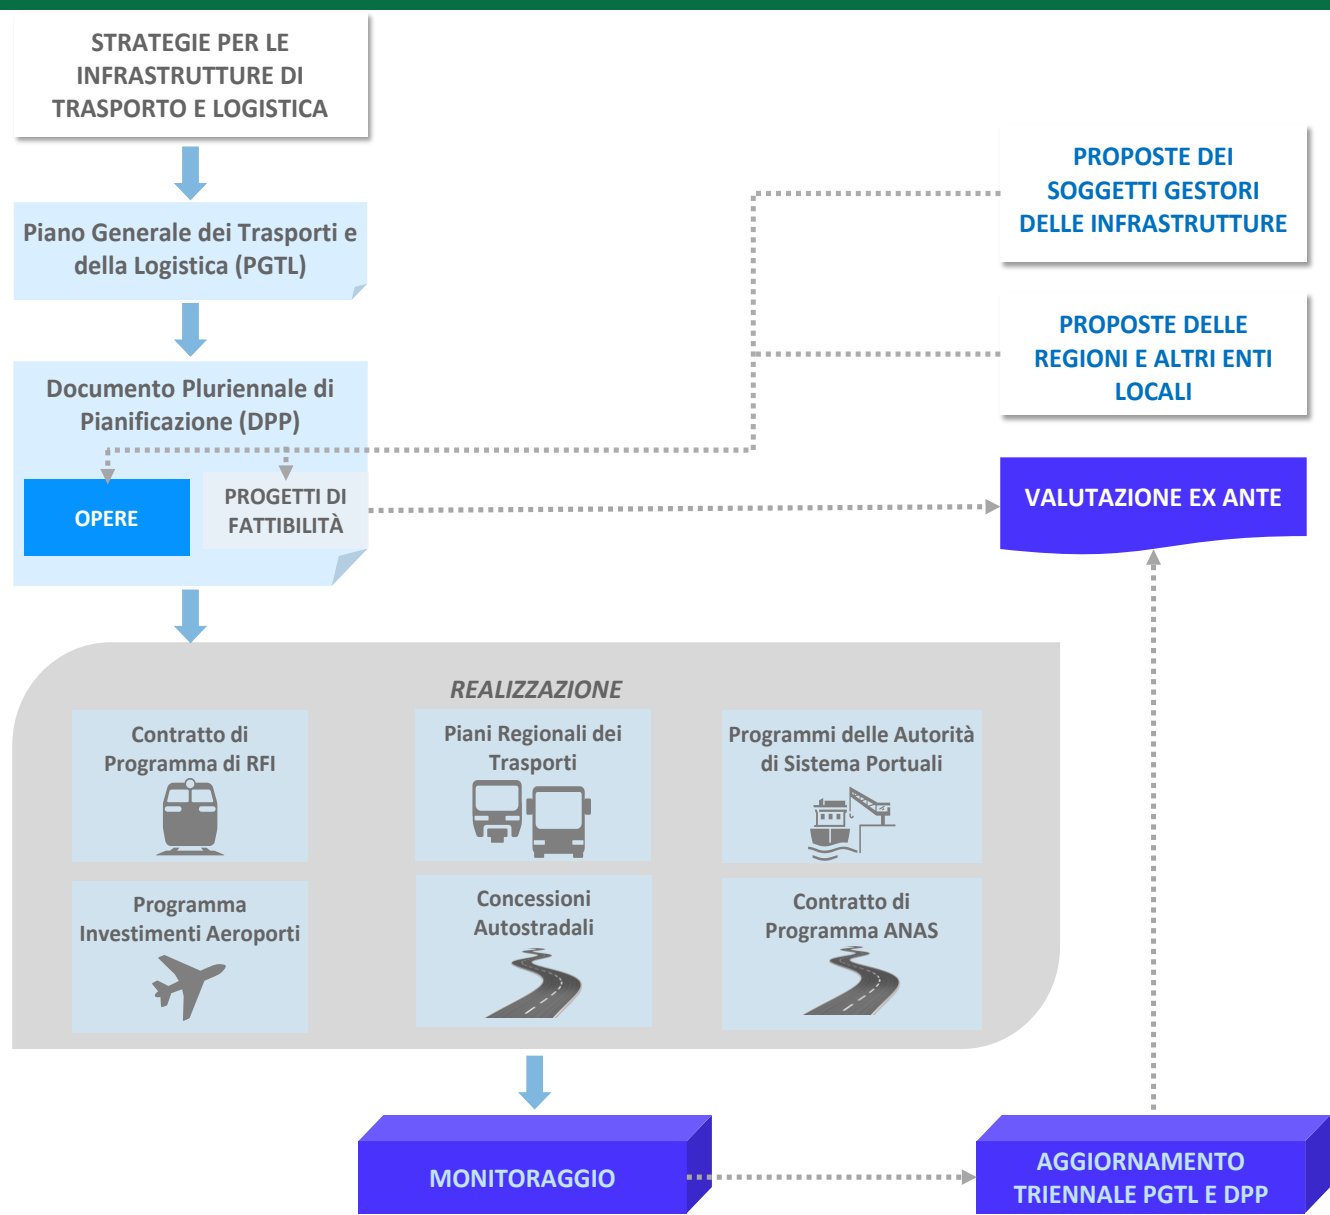 STRATEGIE PER LE
INFRASTRUTTURE DI
TRASPORTO E LOGISTICA
Piano Generale dei Trasporti e
della Logistica (PGTL)
PROPOSTE DEI
SOGGETTI GESTORI
DELLE INFRASTRUTTURE
PROPOSTE DELLE
REGIONI E ALTRI ENTI
LOCALI
Documento Pluriennale di
Pianificazione (DPP)
OPERE
PROGETTI DI
FATTIBILITÀ
VALUTAZIONE EX ANTE
REALIZZAZIONE
Contratto di
Programma di RFI
Piani Regionali dei
Trasporti
Programmi delle Autorità
di Sistema Portuali
Programma
Investimenti Aeroporti
Concessioni
Autostradali
Contratto di
Programma ANAS
MONITORAGGIO
AGGIORNAMENTO
TRIENNALE PGTL E DPP